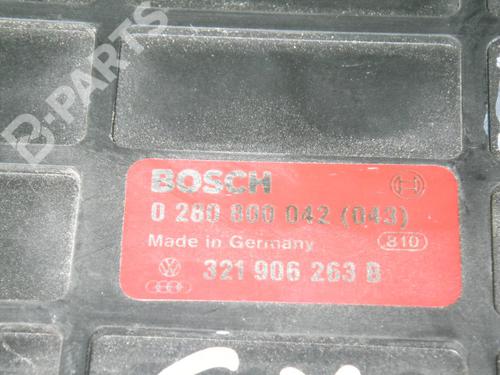 B-PARTS
BOSCH
0 280 800 042 (043)
Made in Germany 810
321 906 263 B